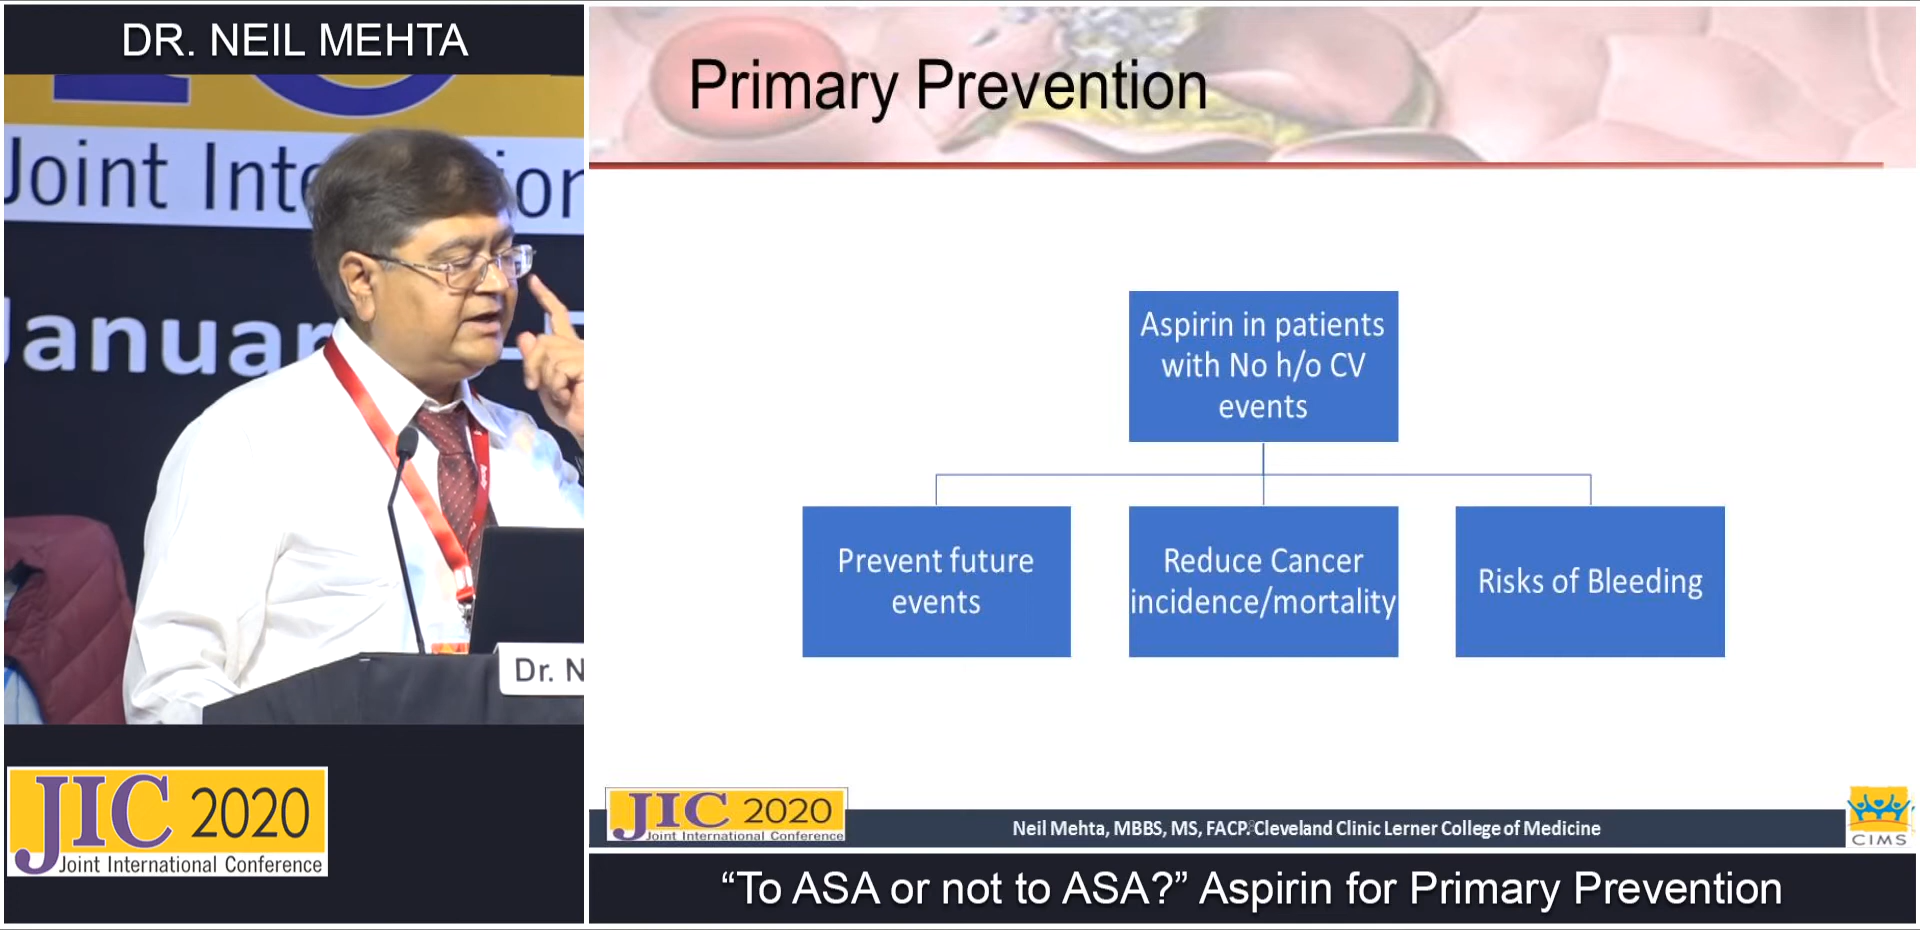 DR. NEIL MEHTA
Joint Int ion
Januar
Dr. N
JIC 2020
Joint International Conference
Primary Prevention
Aspirin in patients
with No h/o CV
events
Prevent future
events
Reduce Cancer
incidence/mortality
Risks of Bleeding
JIC 2020
Joint International Conference
Neil Mehta, MBBS, MS, FACP. Cleveland Clinic Lerner College of Medicine
CIMS
“To ASA or not to ASA?” Aspirin for Primary Prevention